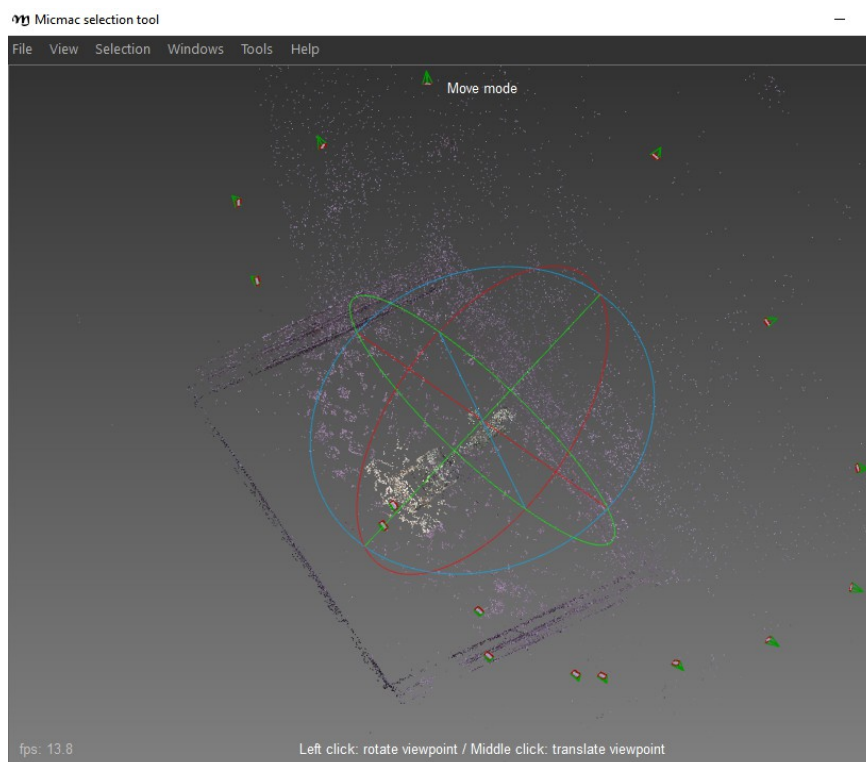 Micmac selection tool
File View Selection Windows Tools Help
Move mode
fps: 13.8
Left click: rotate viewpoint / Middle click: translate viewpoint